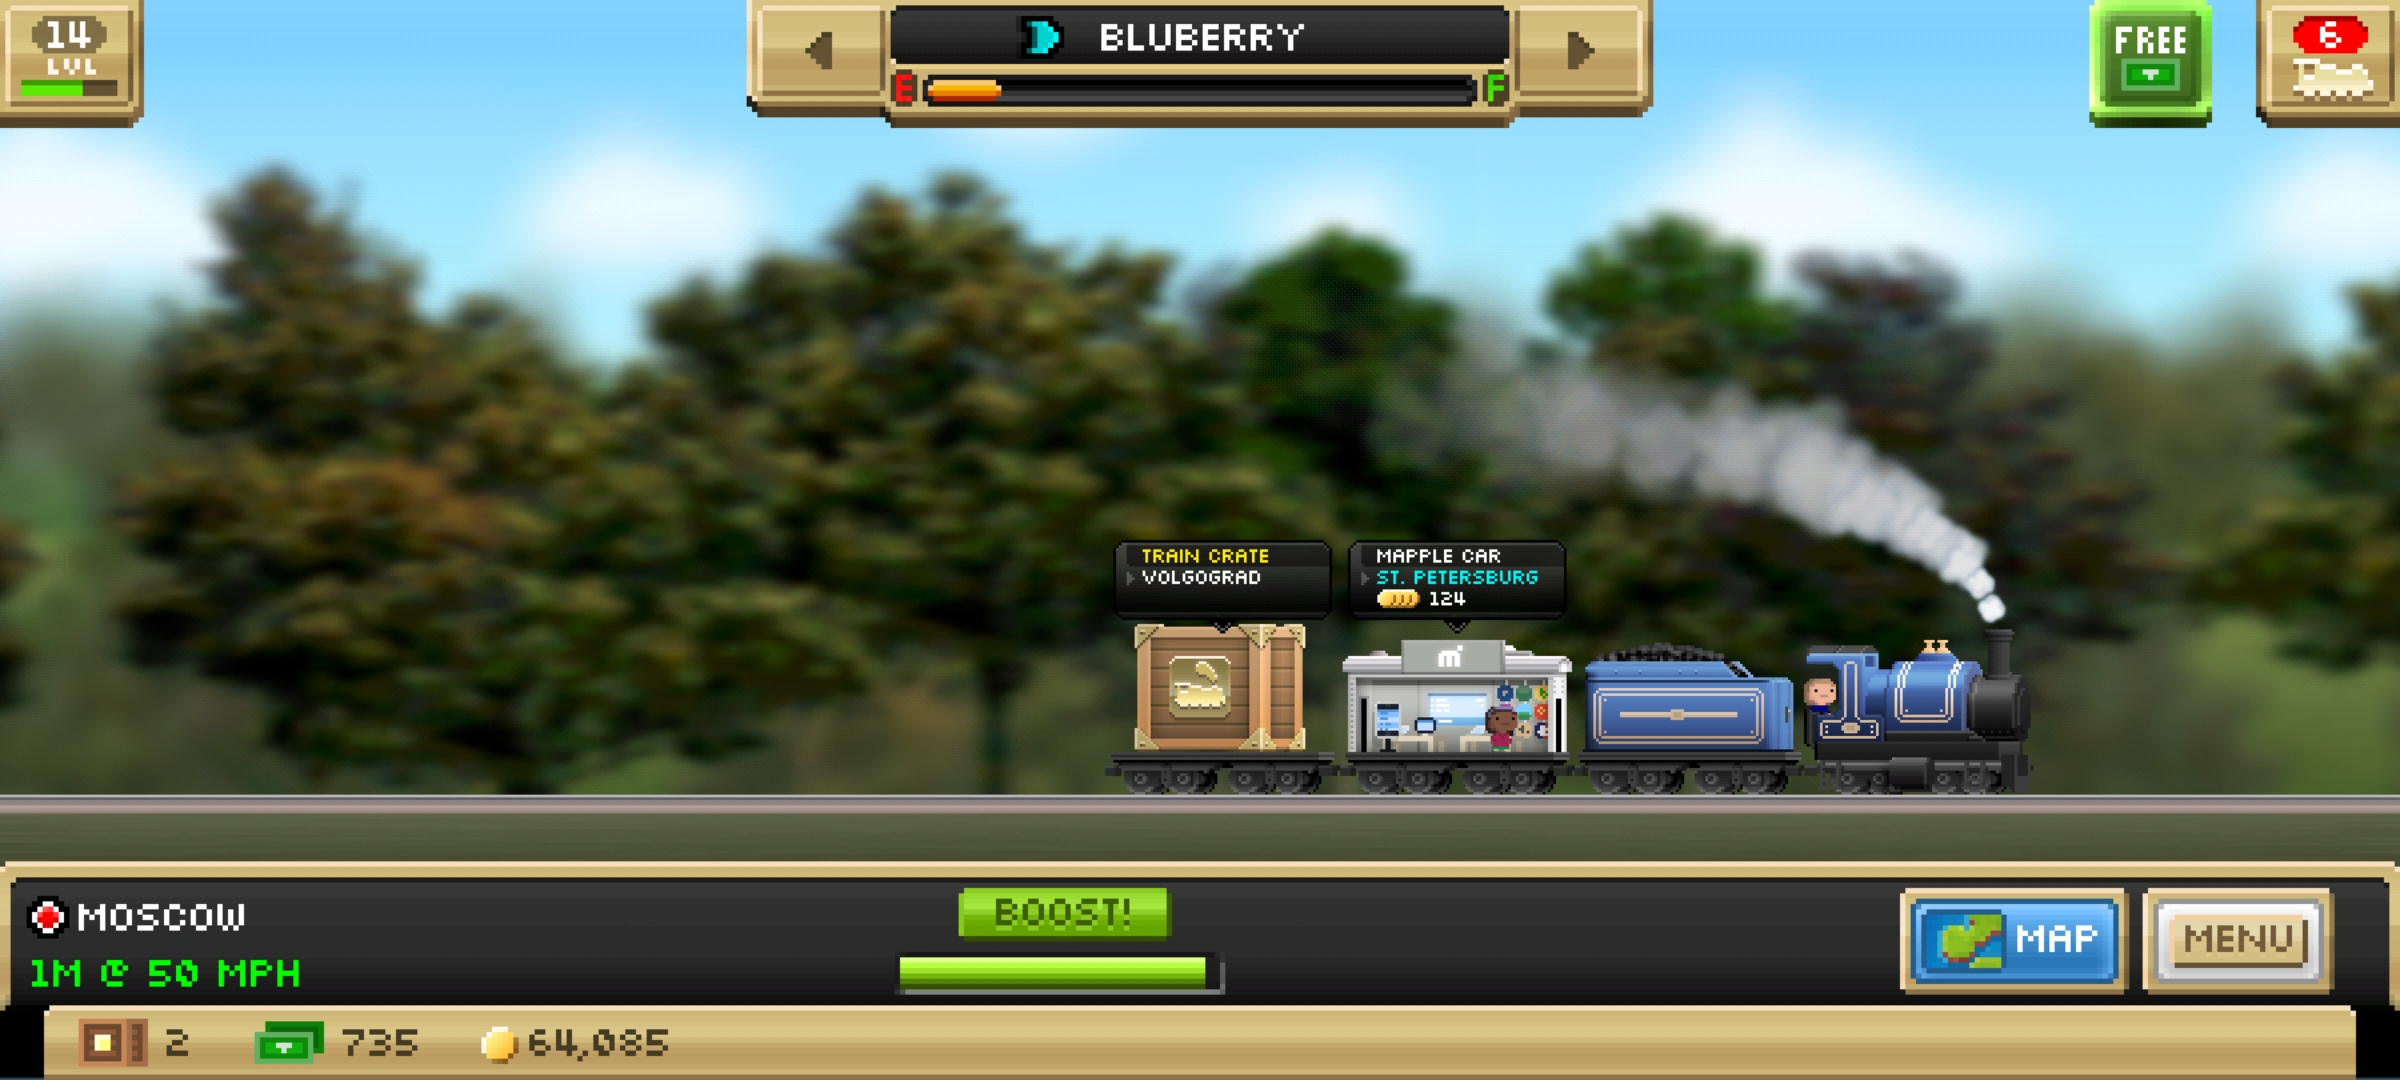 14
LVL
BLUBERRY
E
F
FREE
6
TRAIN CRATE
VOLGOGRAD
MAPPLE CAR
ST. PETERSBURG
124
m
MOSCOW
1M @ 50 MPH
BOOST!
MAP
MENU
2
735
64,085